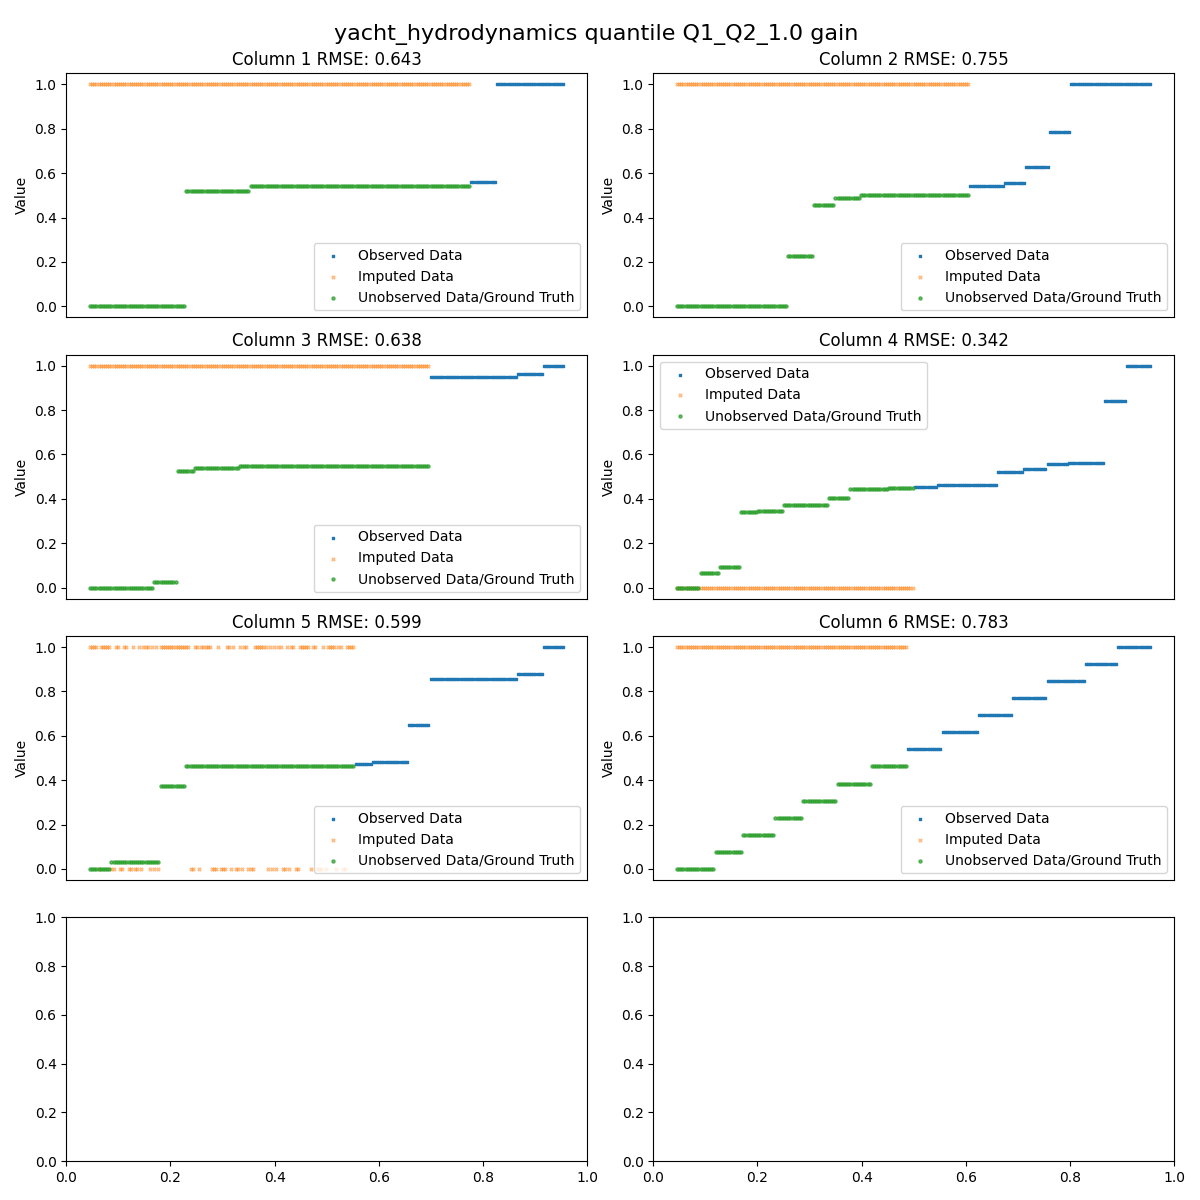 yacht_hydrodynamics quantile Q1_Q2_1.0 gain
Column 1 RMSE: 0.643
1.0
0.8
0.6
0.4
0.2
0.0
Value
Observed Data
Imputed Data
Unobserved Data/Ground Truth
Column 2 RMSE: 0.755
1.0
0.8
0.6
0.4
0.2
0.0
Value
Observed Data
Imputed Data
Unobserved Data/Ground Truth
Column 3 RMSE: 0.638
1.0
0.8
0.6
0.4
0.2
0.0
Value
Observed Data
Imputed Data
Unobserved Data/Ground Truth
Column 4 RMSE: 0.342
1.0
0.8
0.6
0.4
0.2
0.0
Value
Observed Data
Imputed Data
Unobserved Data/Ground Truth
Column 5 RMSE: 0.599
1.0
0.8
0.6
0.4
0.2
0.0
Value
Observed Data
Imputed Data
Unobserved Data/Ground Truth
Column 6 RMSE: 0.783
1.0
0.8
0.6
0.4
0.2
0.0
Value
Observed Data
Imputed Data
Unobserved Data/Ground Truth
1.0
0.8
0.6
0.4
0.2
0.0
0.0 0.2 0.4 0.6 0.8 1.0
1.0
0.8
0.6
0.4
0.2
0.0
0.0 0.2 0.4 0.6 0.8 1.0